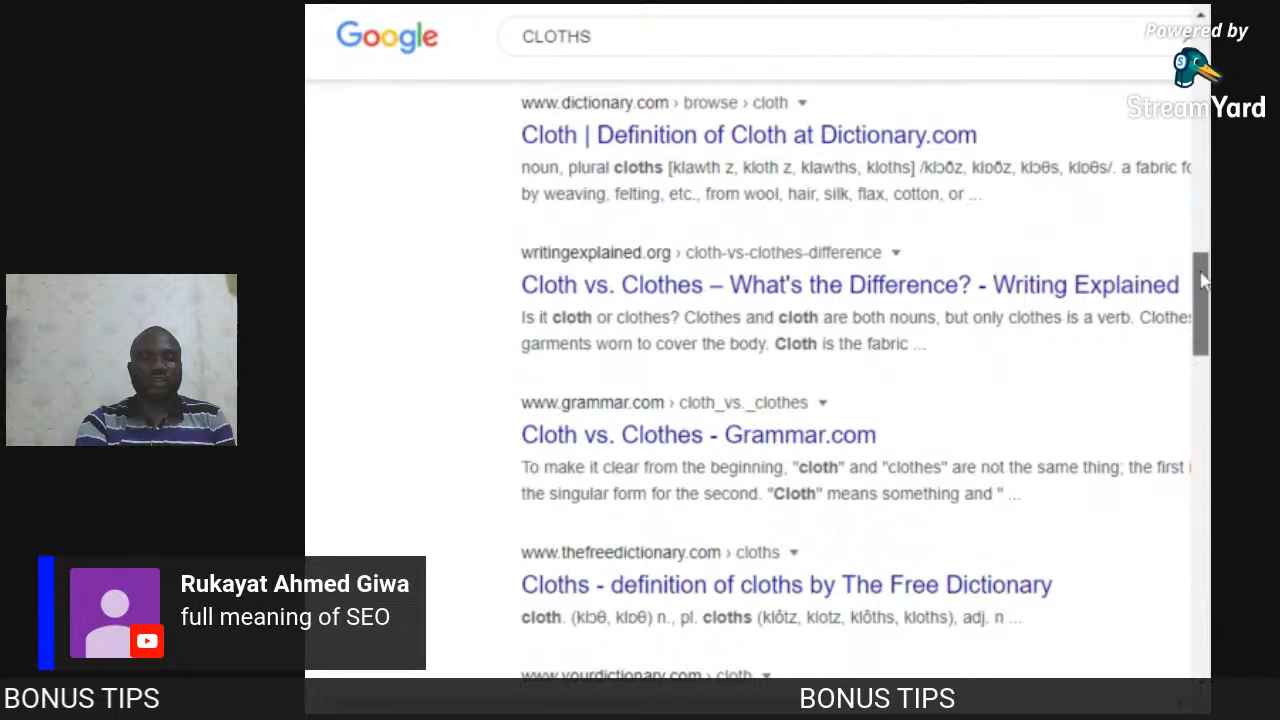 Google
CLOTHS
Powered by
StreamYard
www.dictionary.com › browse › cloth
Cloth | Definition of Cloth at Dictionary.com
noun, plural cloths [klawth z, kloth z, klawths, kloths] /klɔðz, klɒðz, klɔθs, klɒθs/. a fabric fo
by weaving, felting, etc., from wool, hair, silk, flax, cotton, or ...
writingexplained.org › cloth-vs-clothes-difference
Cloth vs. Clothes – What's the Difference? - Writing Explained
Is it cloth or clothes? Clothes and cloth are both nouns, but only clothes is a verb. Clothes
garments worn to cover the body. Cloth is the fabric ...
www.grammar.com › cloth_vs._clothes
Cloth vs. Clothes - Grammar.com
To make it clear from the beginning, "cloth" and "clothes" are not the same thing; the first i
the singular form for the second. "Cloth" means something and " ...
www.thefreedictionary.com › cloths
Cloths - definition of cloths by The Free Dictionary
cloth. (klɔθ, klɒθ) n., pl. cloths (klôtz, klotz, klôths, kloths), adj. n ...
www.yourdictionary.com › cloth
Rukayat Ahmed Giwa
full meaning of SEO
BONUS TIPS
BONUS TIPS